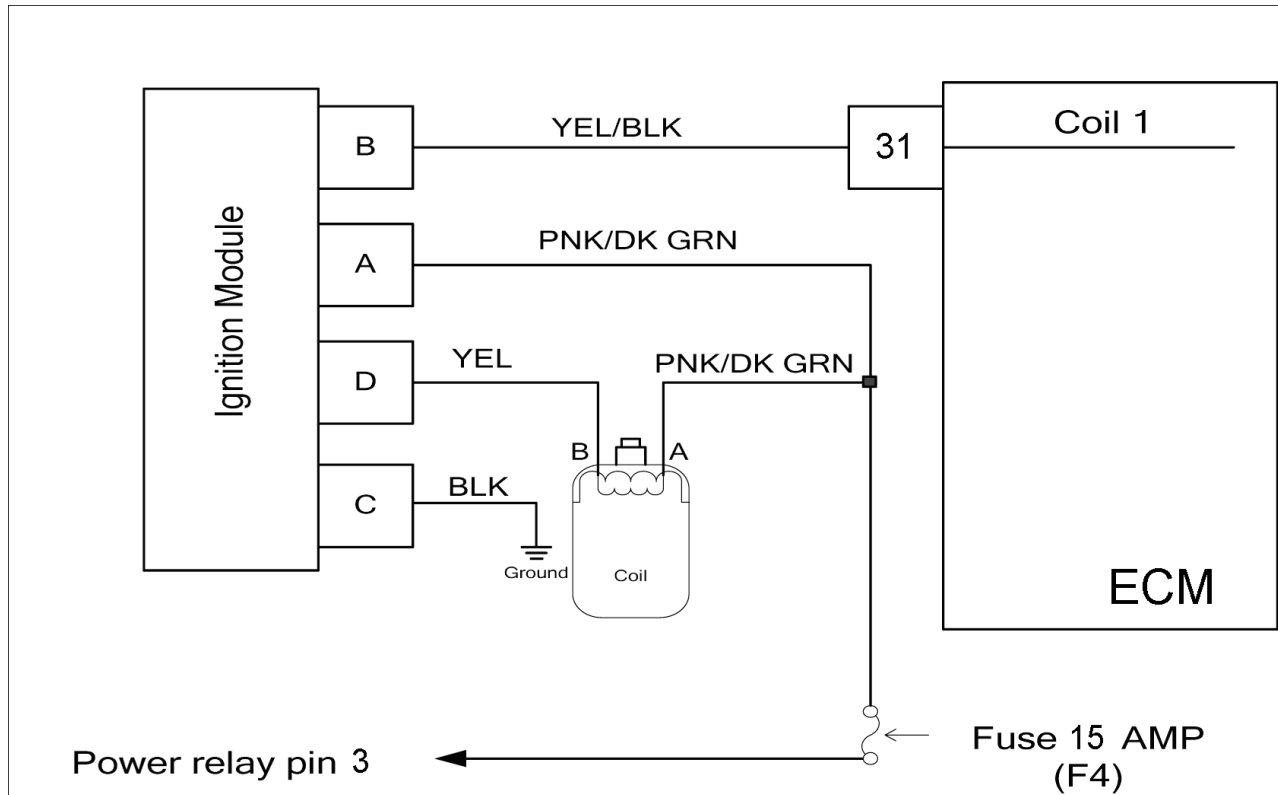 Ignition Module
B
YEL/BLK
31
Coil 1
A
PNK/DK GRN
D
YEL
PNK/DK GRN
B
A
C
BLK
Ground
Coil
ECM
Power relay pin 3
Fuse 15 AMP
(F4)